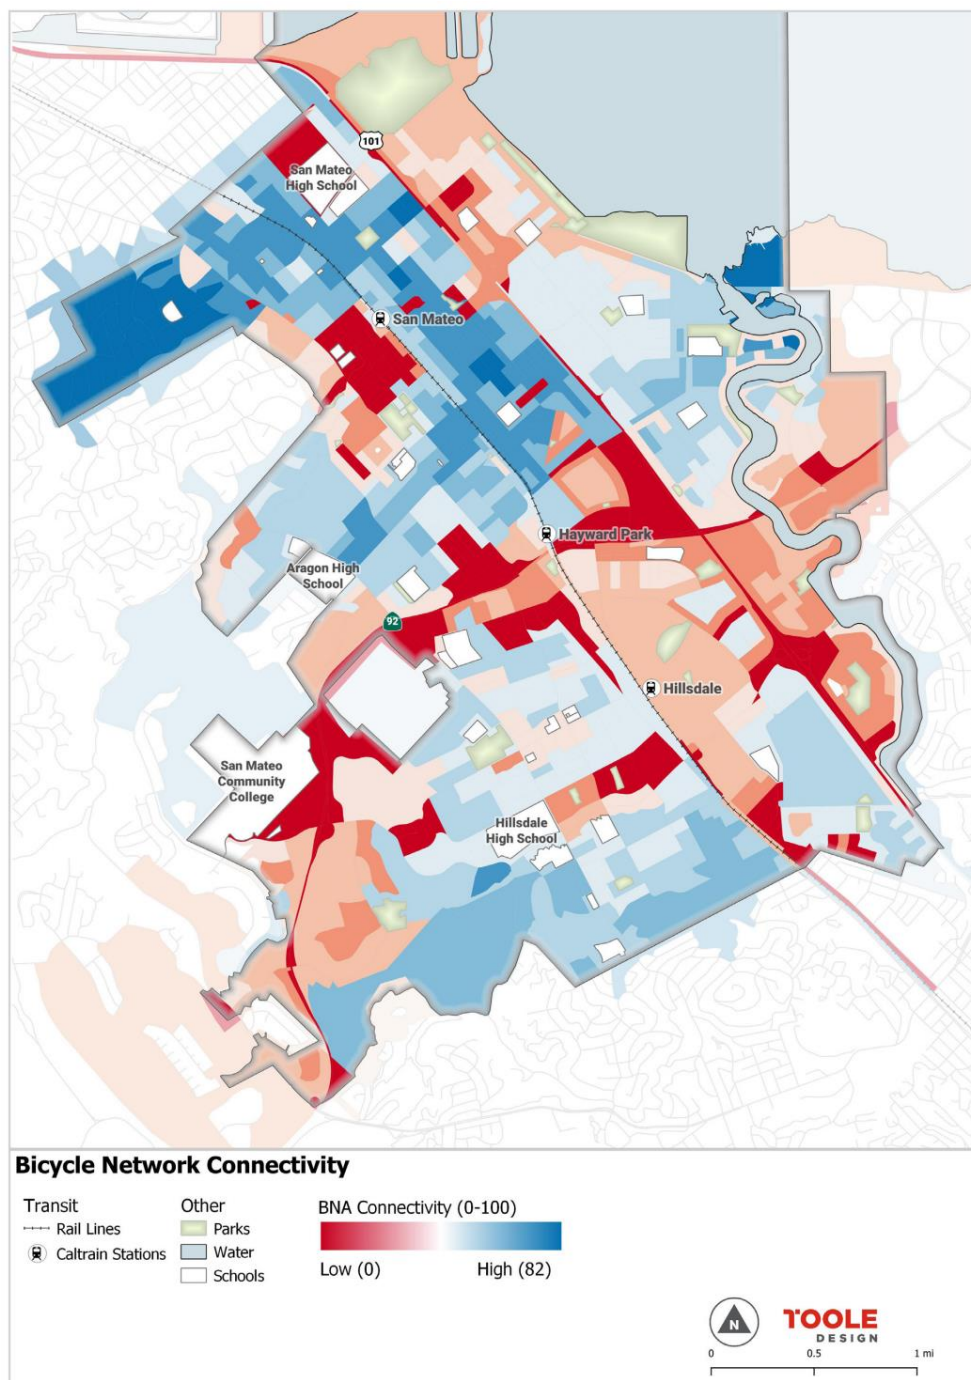 101
San Mateo
High School
San Mateo
Hayward Park
Aragon High
School
92
Hillsdale
San Mateo
Community
College
Hillsdale
High School
Bicycle Network Connectivity
Transit
Rail Lines
Caltrain Stations
Other
Parks
Water
Schools
BNA Connectivity (0-100)
Low (0)
High (82)
N
TOOLE
DESIGN
0
0.5
1 mi